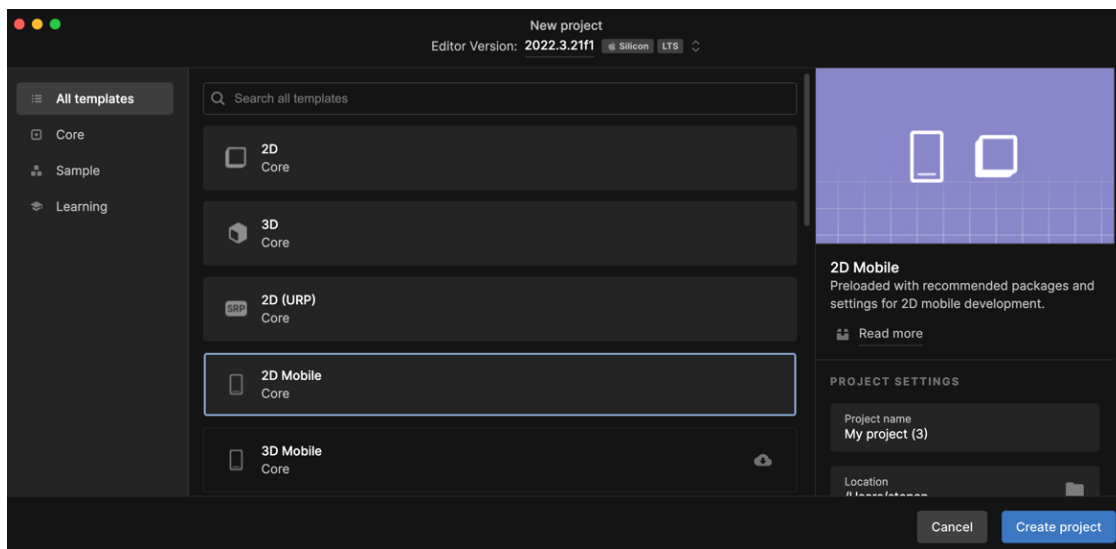 New project
Editor Version: 2022.3.21f1 Silicon LTS
All templates
Core
Sample
Learning
Search all templates
2D
Core
3D
Core
SRP
2D (URP)
Core
2D Mobile
Core
3D Mobile
Core
2D Mobile
Preloaded with recommended packages and
settings for 2D mobile development.
Read more
PROJECT SETTINGS
Project name
My project (3)
Location
Cancel
Create project